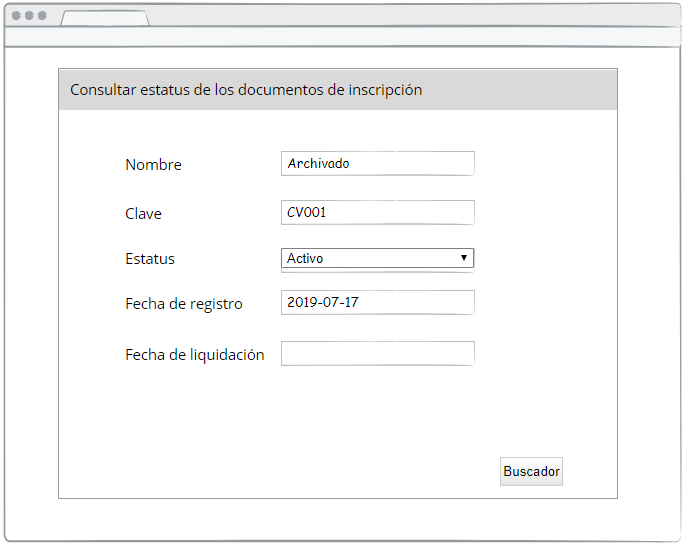 Consultar estatus de los documentos de inscripción
Nombre Archivado
Clave CV001
Estatus Activo
Fecha de registro 2019-07-17
Fecha de liquidación
Buscador